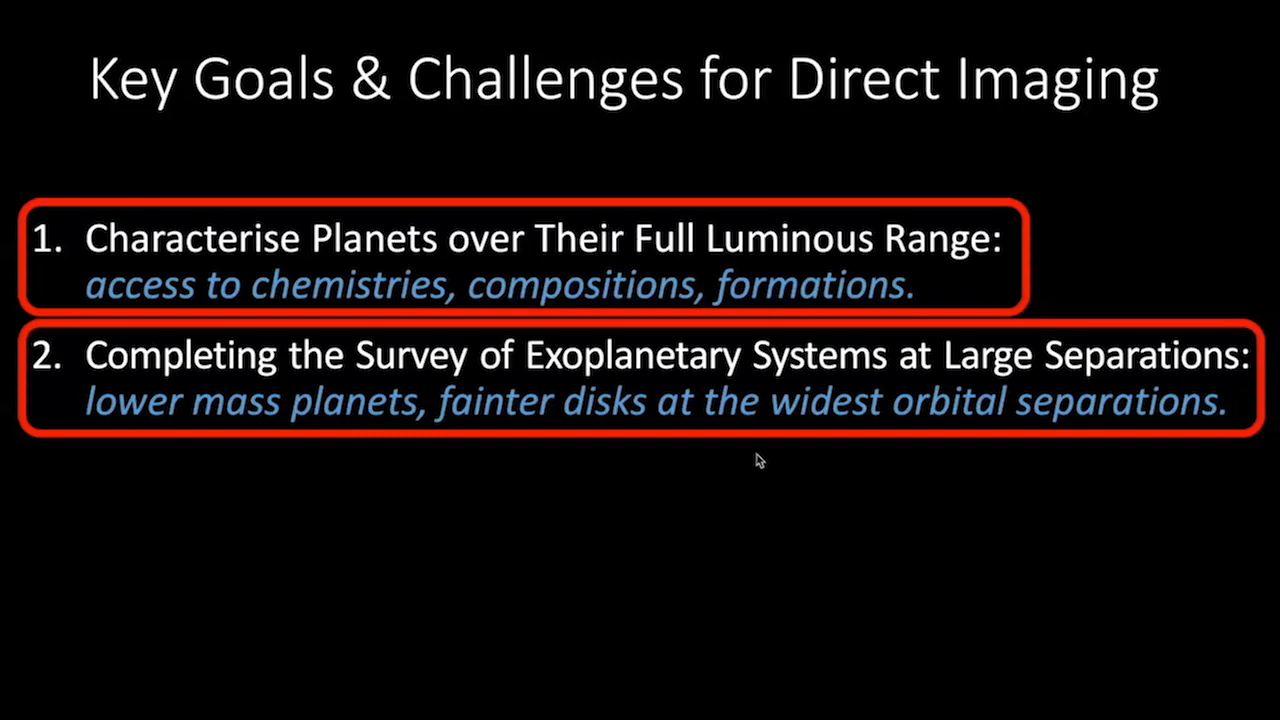 Key Goals & Challenges for Direct Imaging
1. Characterise Planets over Their Full Luminous Range:
access to chemistries, compositions, formations.
2. Completing the Survey of Exoplanetary Systems at Large Separations:
lower mass planets, fainter disks at the widest orbital separations.